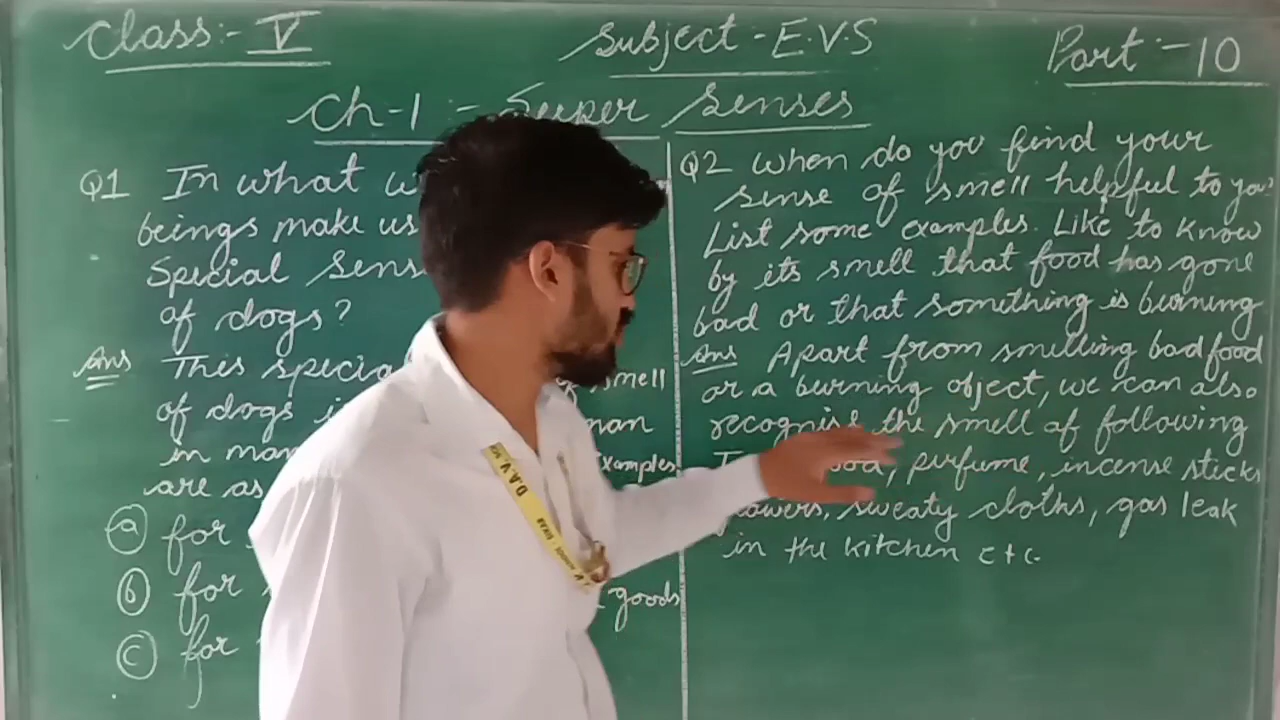 Class:- V
Subject:- E.V.S
Part:- 10
Ch-1:- Super Senses
Q1 In what
beings make us
Special Sens
of dogs?
Ans This specia of smell
of dogs man
in man Examples
are as
(a) for
(b) for goods
(c) for
Q2 When do you find your
sense of smell helpful to you?
List some examples. Like to know
by its smell that food has gone
bad or that something is burning
Ans Apart from smelling bad food
or a burning object, we can also
recognise the smell of following
perfume, incense sticks
flowers, sweaty cloths, gas leak
in the kitchen etc.
D.A.V.